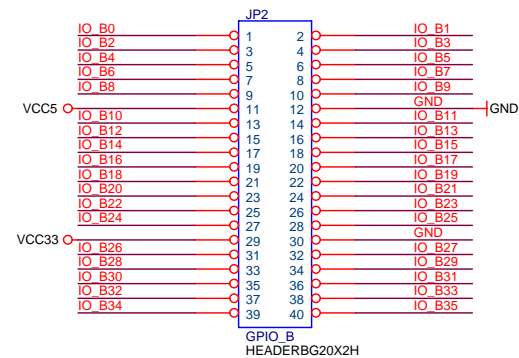 JP2
IO_B0 1 2 IO_B1
IO_B2 3 4 IO_B3
IO_B4 5 6 IO_B5
IO_B6 7 8 IO_B7
IO_B8 9 10 IO_B9
VCC5 11 12 GND GND
IO_B10 13 14 IO_B11
IO_B12 15 16 IO_B13
IO_B14 17 18 IO_B15
IO_B16 19 20 IO_B17
IO_B18 21 22 IO_B19
IO_B20 23 24 IO_B21
IO_B22 25 26 IO_B23
IO_B24 27 28 IO_B25
VCC33 29 30 GND
IO_B26 31 32 IO_B27
IO_B28 33 34 IO_B29
IO_B30 35 36 IO_B31
IO_B32 37 38 IO_B33
IO_B34 39 40 IO_B35
GPIO_B
HEADERBG20X2H